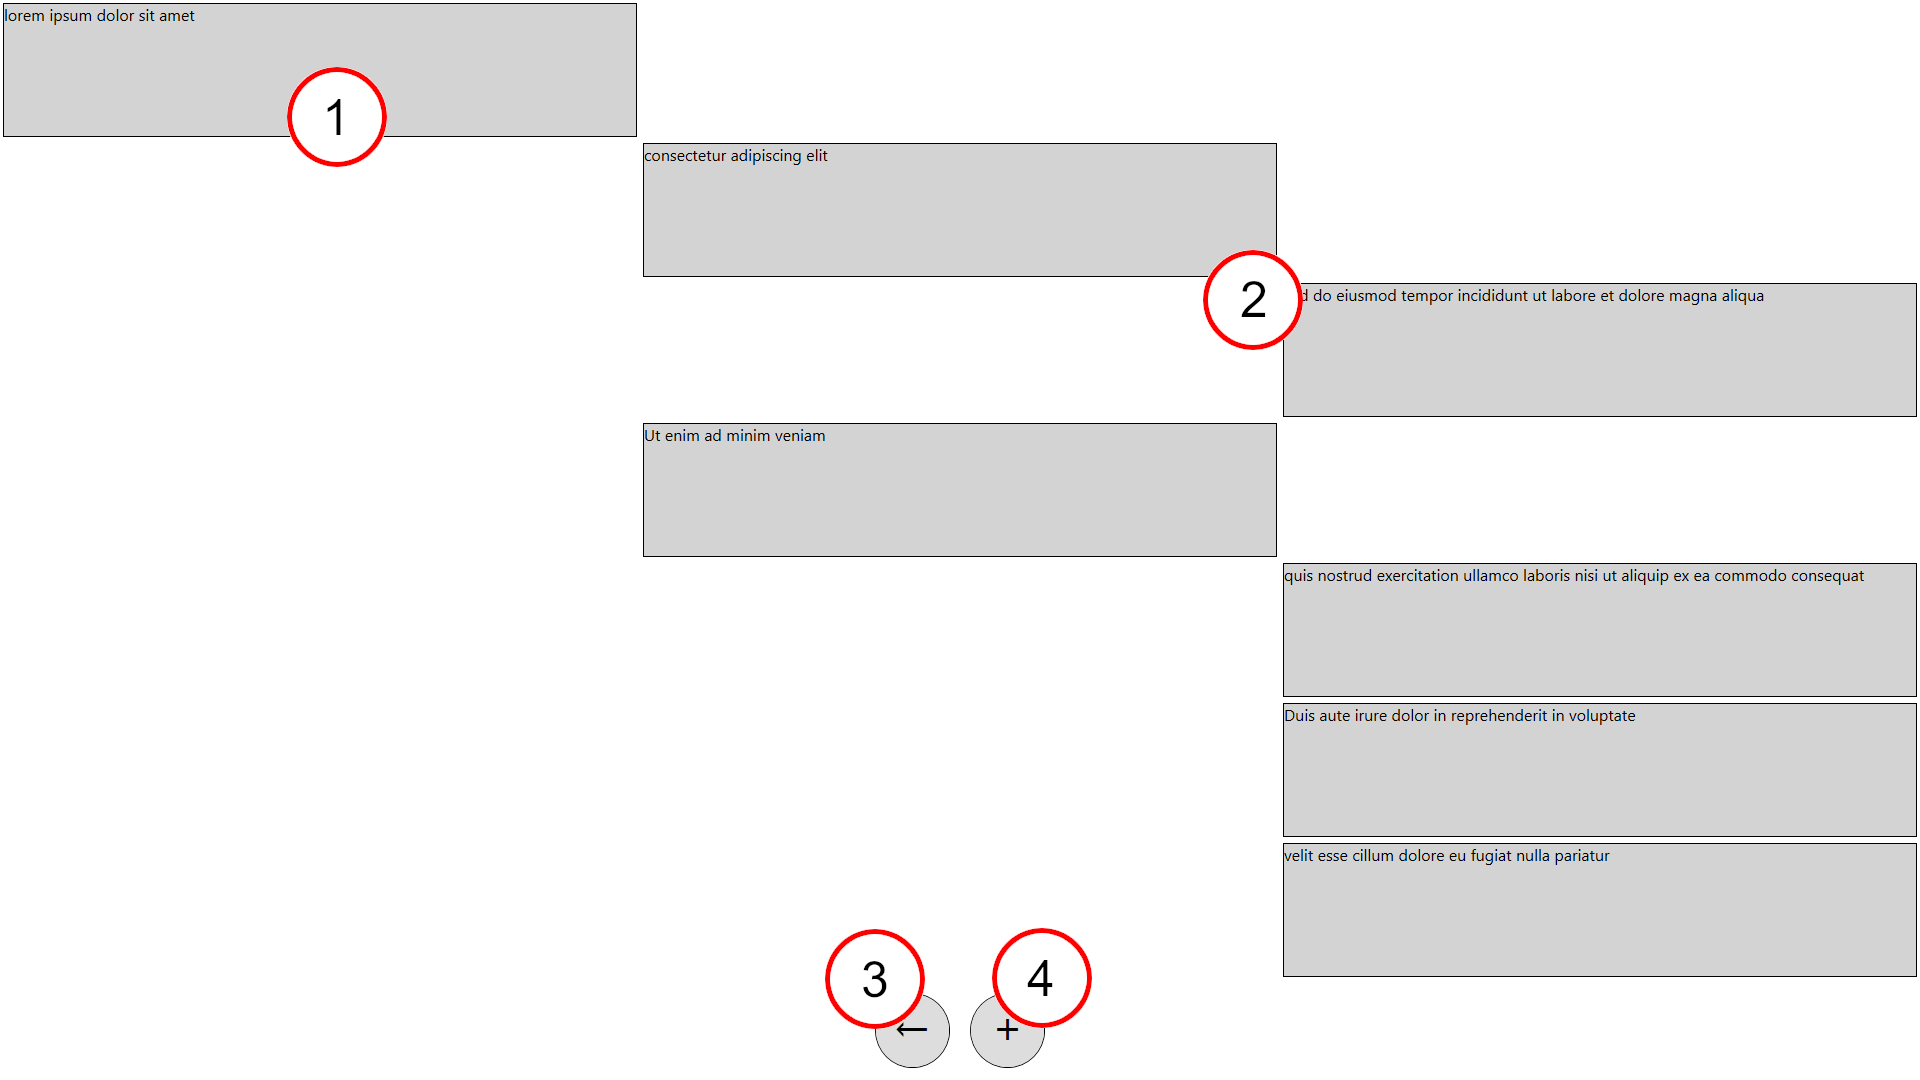 lorem ipsum dolor sit amet
1
consectetur adipiscing elit
2
do eiusmod tempor incididunt ut labore et dolore magna aliqua
Ut enim ad minim veniam
quis nostrud exercitation ullamco laboris nisi ut aliquip ex ea commodo consequat
Duis aute irure dolor in reprehenderit in voluptate
velit esse cillum dolore eu fugiat nulla pariatur
3
4
← +